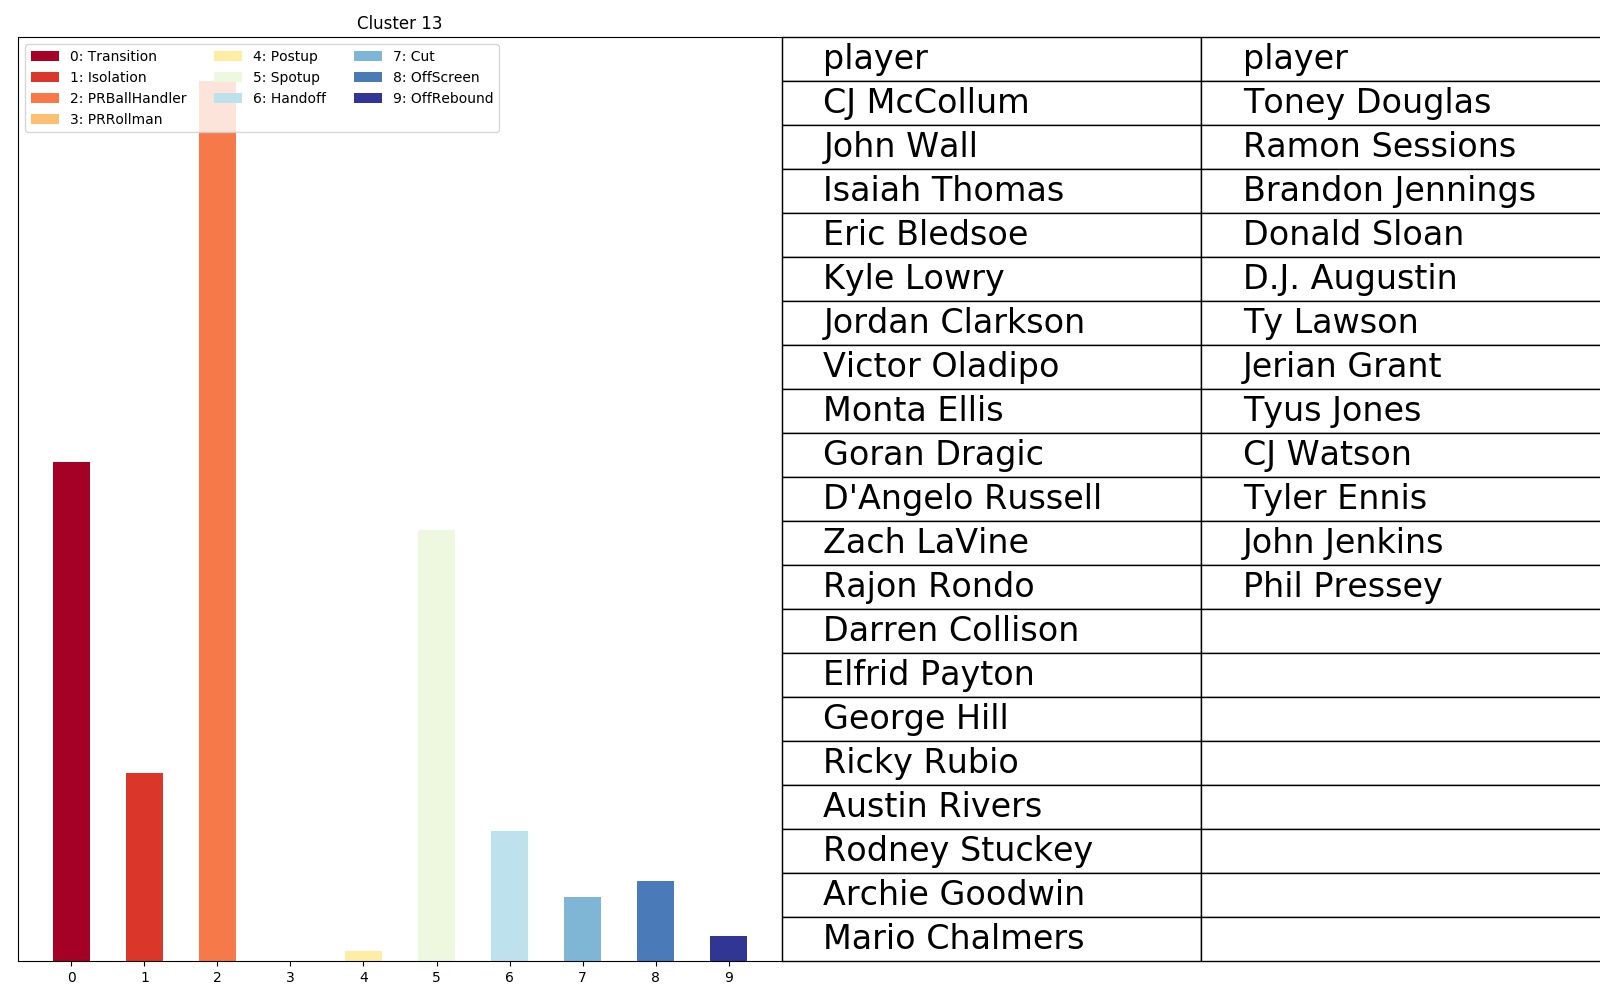 Cluster 13
0: Transition
1: Isolation
2: PRBallHandler
3: PRRollman
4: Postup
5: Spotup
6: Handoff
7: Cut
8: OffScreen
9: OffRebound
0 1 2 3 4 5 6 7 8 9
player player
CJ McCollum Toney Douglas
John Wall Ramon Sessions
Isaiah Thomas Brandon Jennings
Eric Bledsoe Donald Sloan
Kyle Lowry D.J. Augustin
Jordan Clarkson Ty Lawson
Victor Oladipo Jerian Grant
Monta Ellis Tyus Jones
Goran Dragic CJ Watson
D'Angelo Russell Tyler Ennis
Zach LaVine John Jenkins
Rajon Rondo Phil Pressey
Darren Collison
Elfrid Payton
George Hill
Ricky Rubio
Austin Rivers
Rodney Stuckey
Archie Goodwin
Mario Chalmers